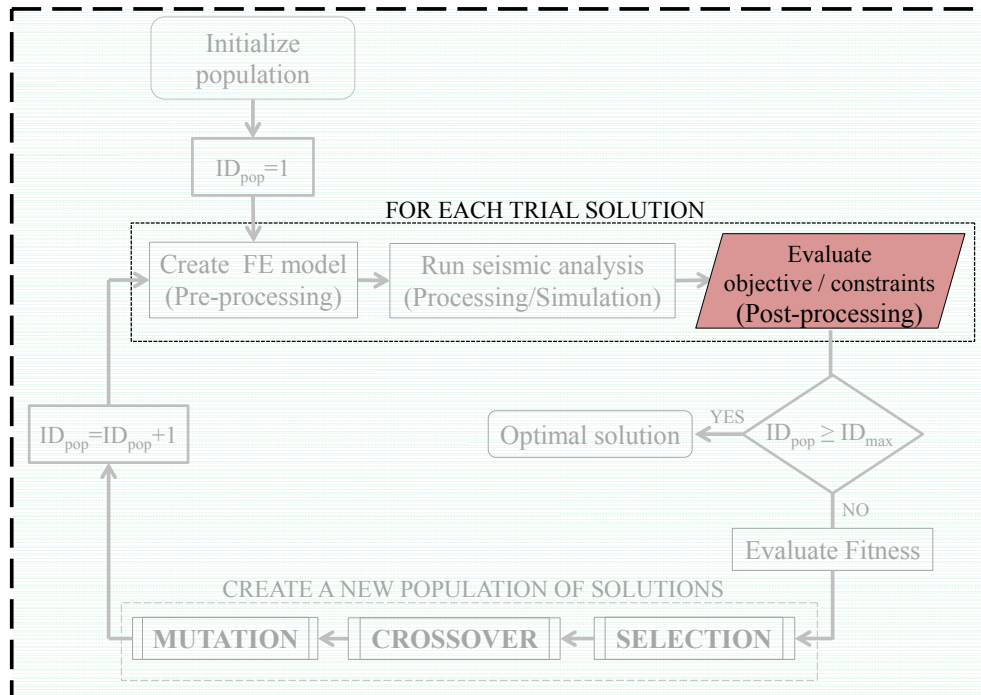 Initialize
population
ID_pop=1
FOR EACH TRIAL SOLUTION
Create FE model
(Pre-processing)
Run seismic analysis
(Processing/Simulation)
Evaluate
objective / constraints
(Post-processing)
ID_pop=ID_pop+1
Optimal solution
YES
ID_pop ≥ ID_max
NO
Evaluate Fitness
CREATE A NEW POPULATION OF SOLUTIONS
MUTATION
CROSSOVER
SELECTION